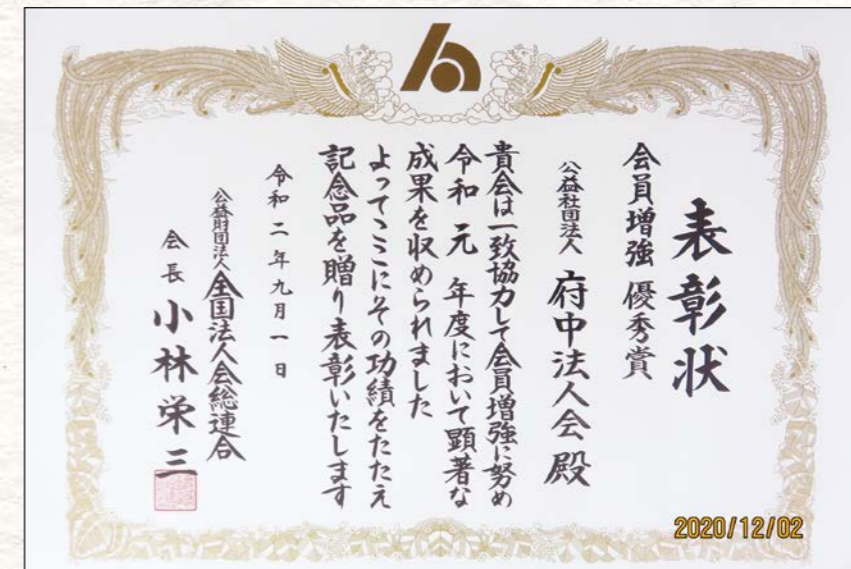 表彰状
会員増強 優秀賞
公益社団法人 府中法人会 殿
貴会は一致協力して会員増強に努め
令和 元 年度において顕著な
成果を収められました
よってここにその功績をたたえ
記念品を贈り表彰いたします
令和二年九月一日
公益財団法人 全国法人会総連合
会長 小林栄三
2020/12/02